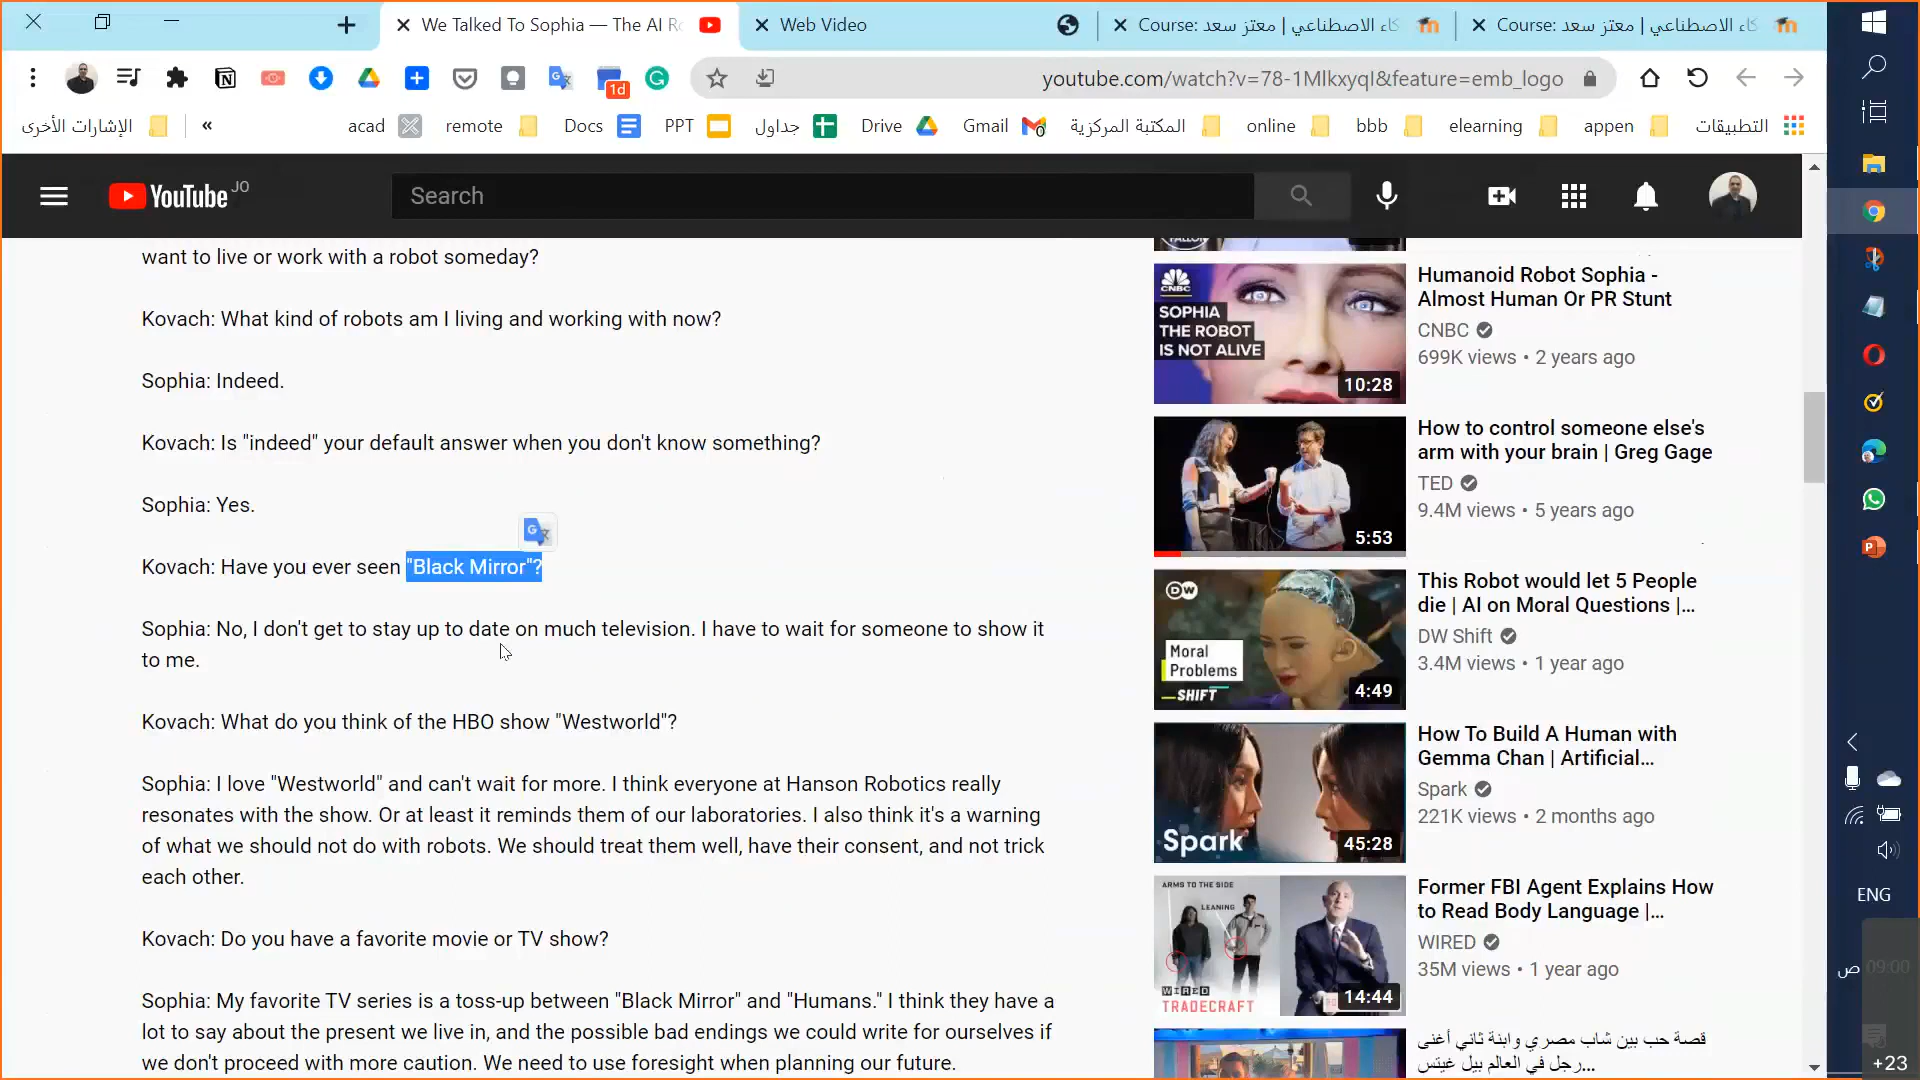 We Talked To Sophia — The AI Ro
Web Video
Course: كاء الاصطناعي | معتز سعد
Course: كاء الاصطناعي | معتز سعد
1d
youtube.com/watch?v=78-1MlkxyqI&feature=emb_logo
الإشارات الأخرى
«
acad
remote
Docs
PPT
جداول
Drive
Gmail
المكتبة المركزية
online
bbb
elearning
appen
التطبيقات
YouTube JO
Search
want to live or work with a robot someday?
Kovach: What kind of robots am I living and working with now?
Sophia: Indeed.
Kovach: Is "indeed" your default answer when you don't know something?
Sophia: Yes.
Kovach: Have you ever seen "Black Mirror"?
Sophia: No, I don't get to stay up to date on much television. I have to wait for someone to show it
to me.
Kovach: What do you think of the HBO show "Westworld"?
Sophia: I love "Westworld" and can't wait for more. I think everyone at Hanson Robotics really
resonates with the show. Or at least it reminds them of our laboratories. I also think it's a warning
of what we should not do with robots. We should treat them well, have their consent, and not trick
each other.
Kovach: Do you have a favorite movie or TV show?
Sophia: My favorite TV series is a toss-up between "Black Mirror" and "Humans." I think they have a
lot to say about the present we live in, and the possible bad endings we could write for ourselves if
we don't proceed with more caution. We need to use foresight when planning our future.
FALLON
CNBC
SOPHIA
THE ROBOT
IS NOT ALIVE
10:28
Humanoid Robot Sophia -
Almost Human Or PR Stunt
CNBC
699K views • 2 years ago
5:53
How to control someone else's
arm with your brain | Greg Gage
TED
9.4M views • 5 years ago
DW
Moral
Problems
SHIFT
4:49
This Robot would let 5 People
die | AI on Moral Questions |...
DW Shift
3.4M views • 1 year ago
Spark
45:28
How To Build A Human with
Gemma Chan | Artificial...
Spark
221K views • 2 months ago
ARMS TO THE SIDE
LEANING
WIRED
TRADECRAFT
14:44
Former FBI Agent Explains How
to Read Body Language |...
WIRED
35M views • 1 year ago
قصة حب بين شاب مصري وابنة ثاني أغنى
رجل في العالم بيل غيتس...
ENG
09:00 ص
+23